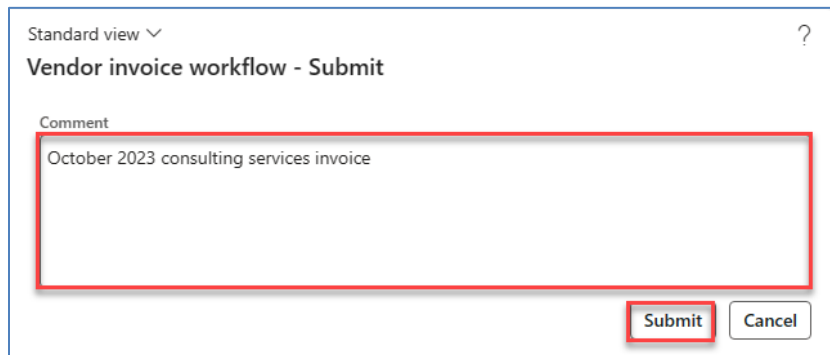 Standard view
?
Vendor invoice workflow - Submit
Comment
October 2023 consulting services invoice
Submit Cancel